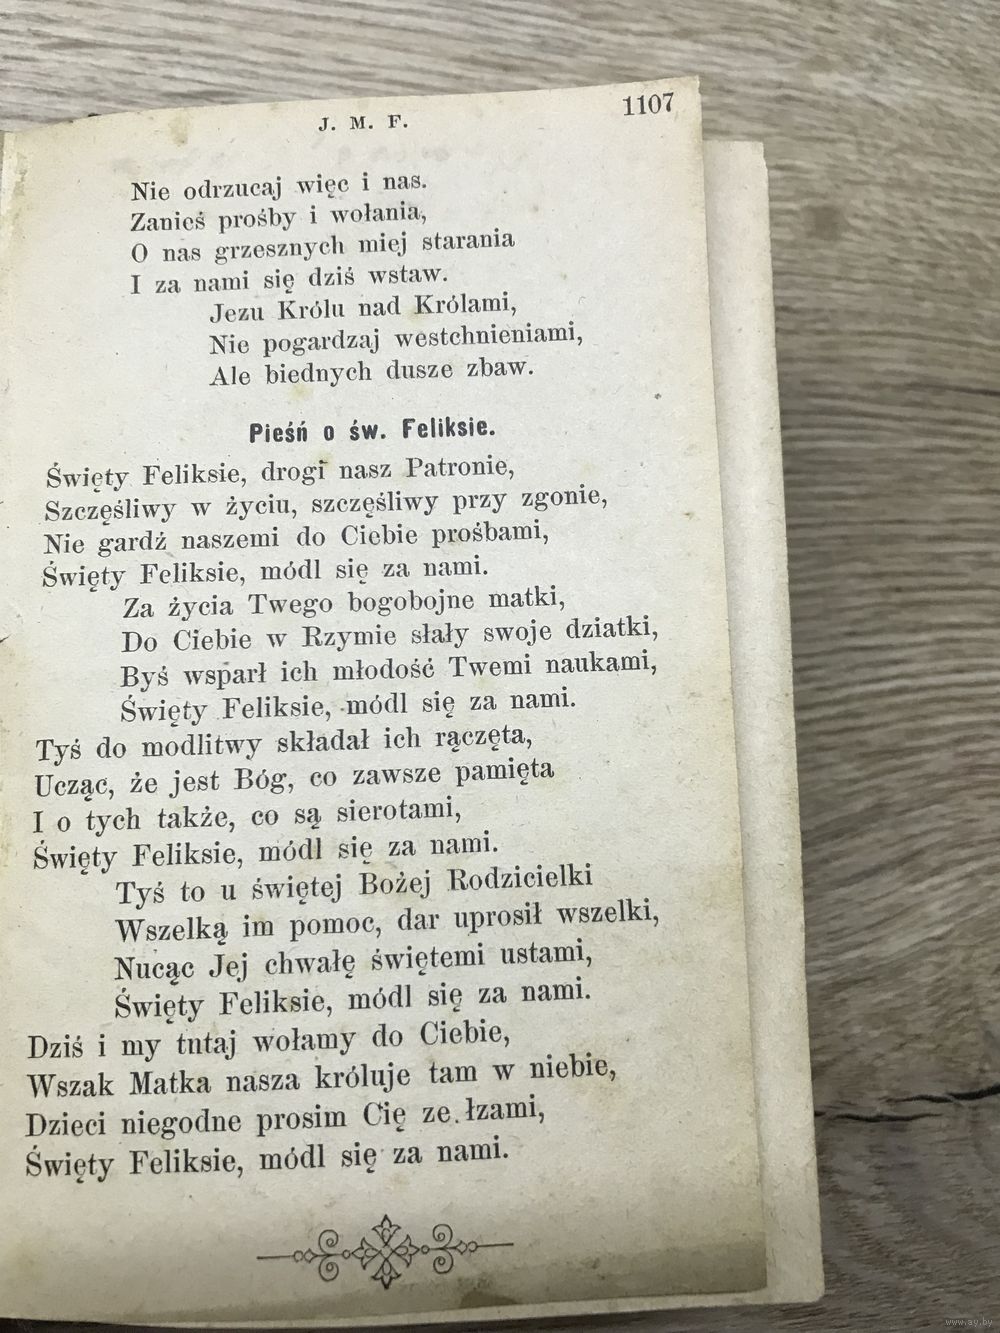 J. M. F.
1107
Nie odrzucaj więc i nas.
Zanieś prośby i wołania,
O nas grzesznych miej starania
I za nami się dziś wstaw.
Jezu Królu nad Królami,
Nie pogardzaj westchnieniami,
Ale biednych dusze zbaw.
Pieśń o św. Feliksie.
Święty Feliksie, drogi nasz Patronie,
Szczęśliwy w życiu, szczęśliwy przy zgonie,
Nie gardź naszemi do Ciebie prośbami,
Święty Feliksie, módl się za nami.
Za życia Twego bogobojne matki,
Do Ciebie w Rzymie słały swoje dziatki,
Byś wsparł ich młodość Twemi naukami,
Święty Feliksie, módl się za nami.
Tyś do modlitwy składał ich rączęta,
Ucząc, że jest Bóg, co zawsze pamięta
I o tych także, co są sierotami,
Święty Feliksie, módl się za nami.
Tyś to u świętej Bożej Rodzicielki
Wszelką im pomoc, dar uprosił wszelki,
Nucąc Jej chwałę świętemi ustami,
Święty Feliksie, módl się za nami.
Dziś i my tutaj wołamy do Ciebie,
Wszak Matka nasza króluje tam w niebie,
Dzieci niegodne prosim Cię ze łzami,
Święty Feliksie, módl się za nami.
www.ay.by